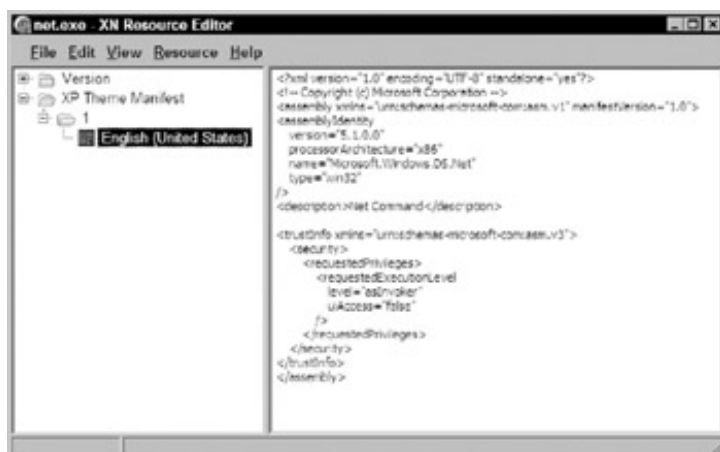 net.exe - XN Resource Editor
File Edit View Resource Help
Version
XP Theme Manifest
1
English (United States)
<?xml version="1.0" encoding="UTF-8" standalone="yes"?>
<!-- Copyright (c) Microsoft Corporation -->
<assembly xmlns="urn:schemas-microsoft-com:asm.v1" manifestVersion="1.0">
<assemblyIdentity
version="5.1.0.0"
processorArchitecture="x86"
name="Microsoft.Windows.DS.Net"
type="win32"
/>
<description>Net Command</description>
<trustInfo xmlns="urn:schemas-microsoft-com:asm.v3">
<security>
<requestedPrivileges>
<requestedExecutionLevel
level="asInvoker"
uiAccess="false"
/>
</requestedPrivileges>
</security>
</trustInfo>
</assembly>